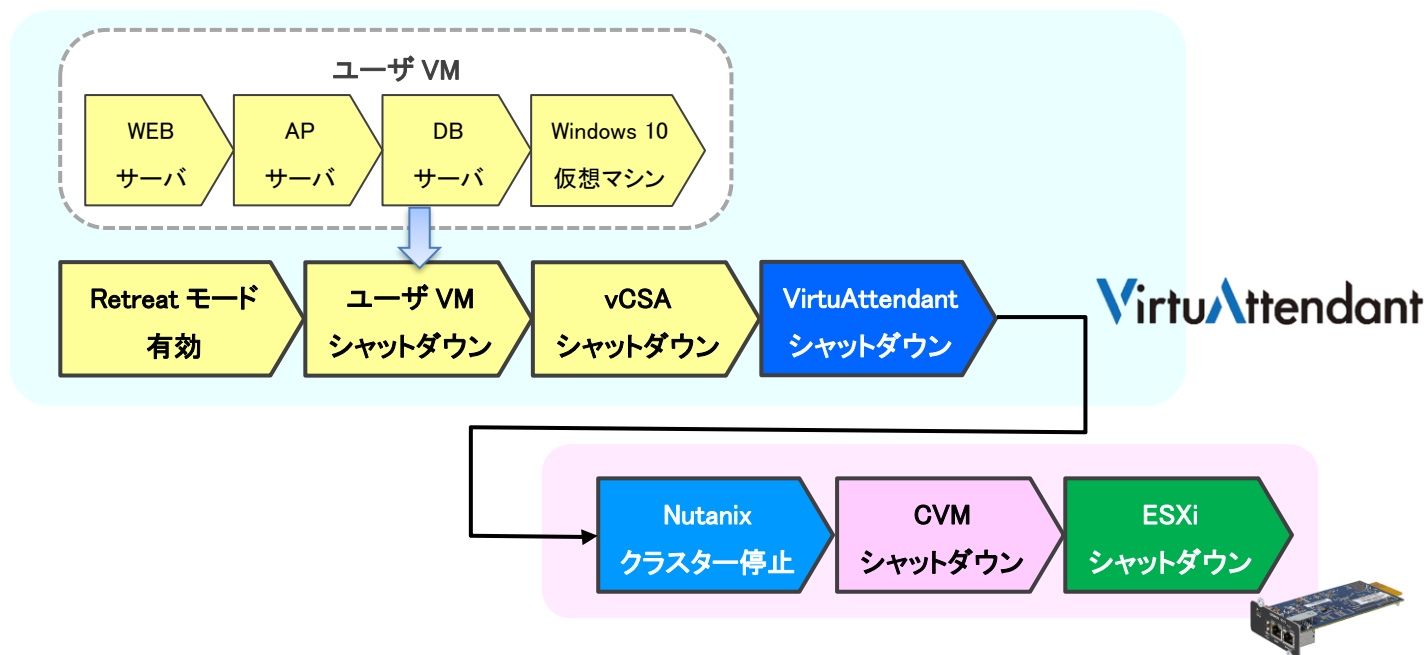 ユーザ VM
WEB
サーバ
AP
サーバ
DB
サーバ
Windows 10
仮想マシン
Retreat モード
有効
ユーザ VM
シャットダウン
vCSA
シャットダウン
VirtuAttendant
シャットダウン
VirtuAttendant
Nutanix
クラスター停止
CVM
シャットダウン
ESXi
シャットダウン